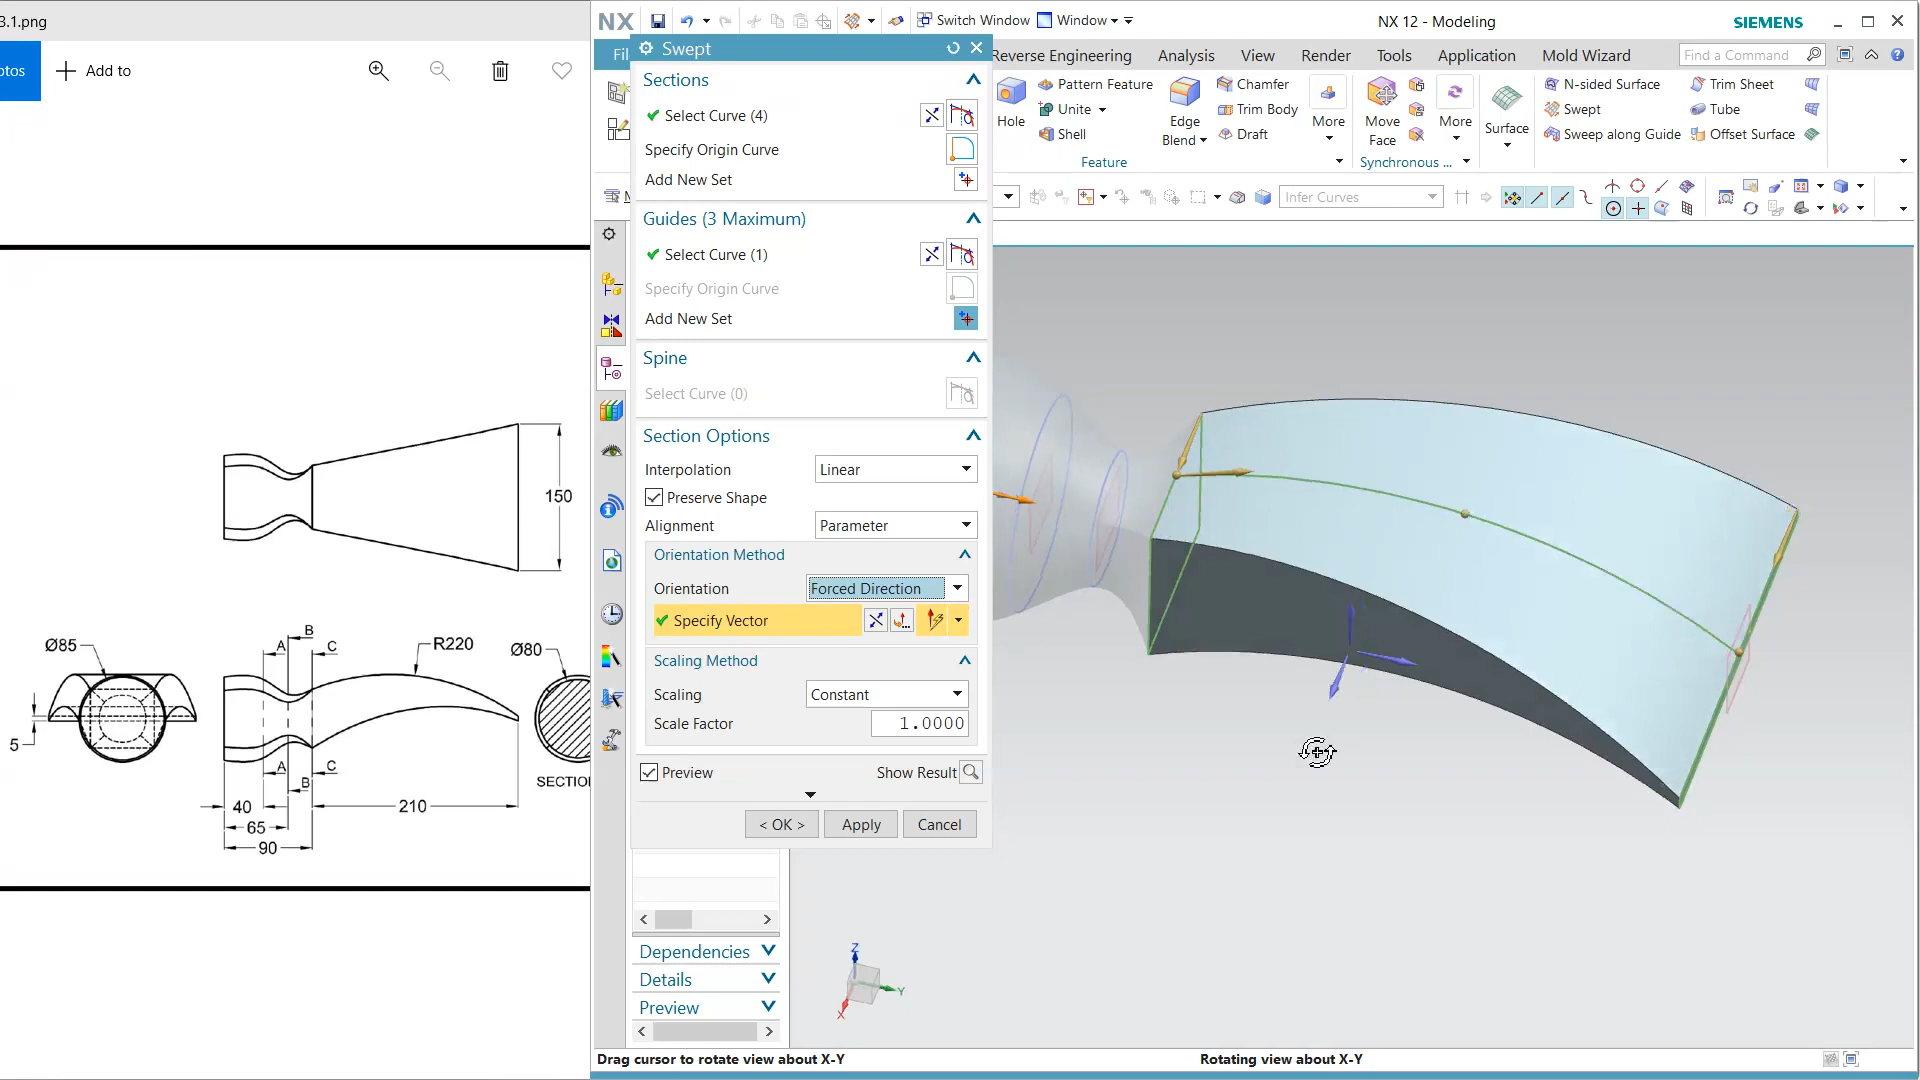 3.1.png
otos
Add to
150
Ø85
B
A
C
R220
Ø80
5
A
C
B
SECTIO
40
210
65
90
NX
Switch Window
Window
NX 12 - Modeling
SIEMENS
Fil
Reverse Engineering
Analysis
View
Render
Tools
Application
Mold Wizard
Find a Command
Hole
Pattern Feature
Unite
Shell
Edge
Blend
Chamfer
Trim Body
Draft
More
Move
Face
More
Surface
N-sided Surface
Swept
Sweep along Guide
Trim Sheet
Tube
Offset Surface
Feature
Synchronous ...
Infer Curves
Swept
Sections
Select Curve (4)
Specify Origin Curve
Add New Set
Guides (3 Maximum)
Select Curve (1)
Specify Origin Curve
Add New Set
Spine
Select Curve (0)
Section Options
Interpolation
Linear
Preserve Shape
Alignment
Parameter
Orientation Method
Orientation
Forced Direction
Specify Vector
Scaling Method
Scaling
Constant
Scale Factor
1.0000
Preview
Show Result
< OK >
Apply
Cancel
Dependencies
Details
Preview
Z
Y
X
Drag cursor to rotate view about X-Y
Rotating view about X-Y